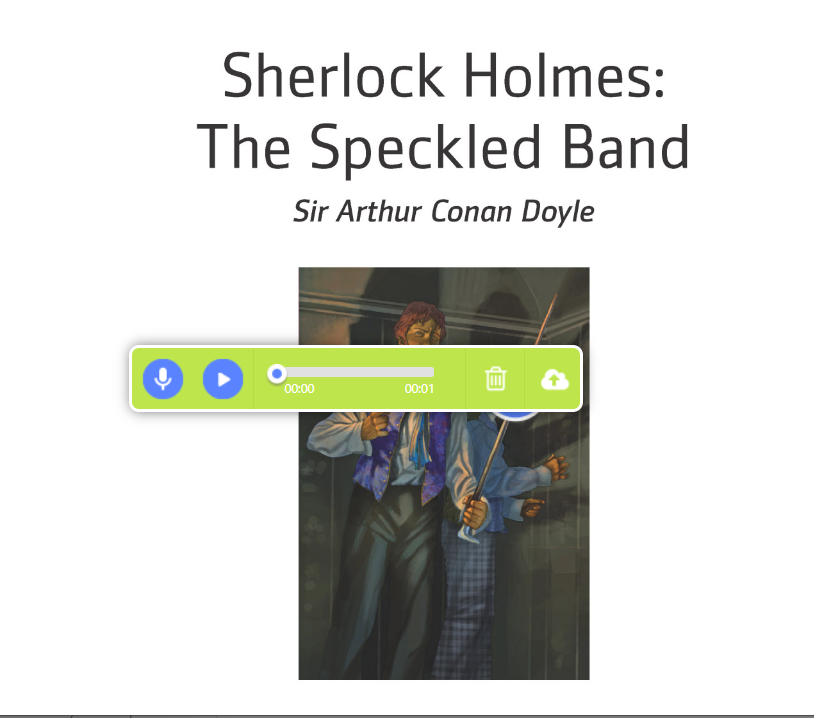 Sherlock Holmes:
The Speckled Band
Sir Arthur Conan Doyle
00:00 00:01